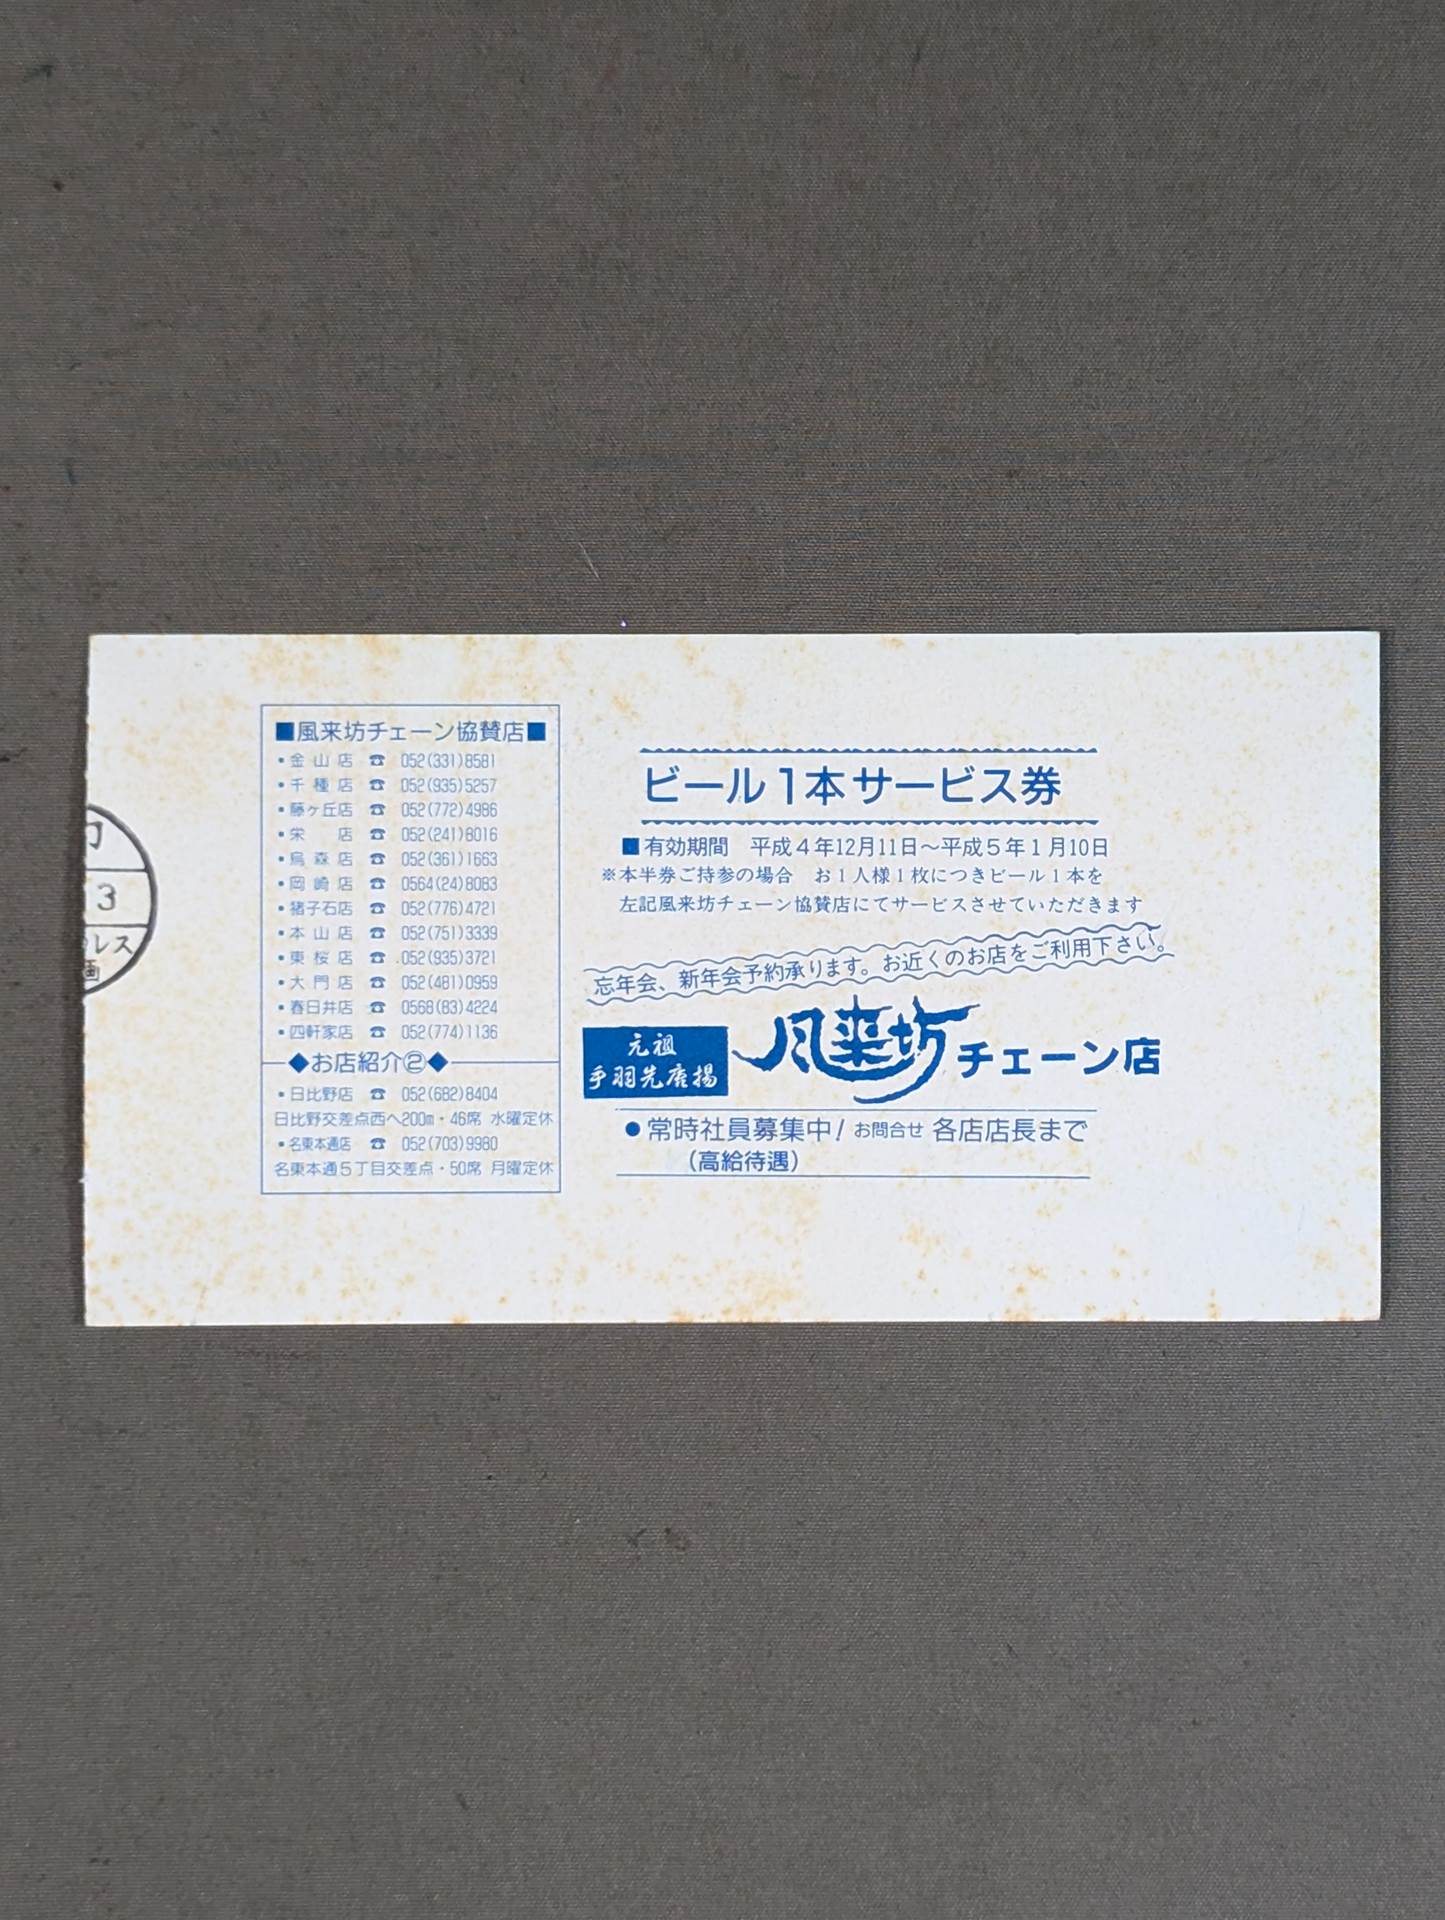 ■風来坊チェーン協賛店■
・金山店 ☎ 052(331)8581
・千種店 ☎ 052(935)5257
・藤ヶ丘店 ☎ 052(772)4986
・栄店 ☎ 052(241)8016
・烏森店 ☎ 052(361)1663
・岡崎店 ☎ 0564(24)8083
・猪子石店 ☎ 052(776)4721
・本山店 ☎ 052(751)3339
・東桜店 ☎ 052(935)3721
・大門店 ☎ 052(481)0959
・春日井店 ☎ 0568(83)4224
・四軒家店 ☎ 052(774)1136
◆お店紹介②◆
・日比野店 ☎ 052(682)8404
日比野交差点西へ200m・46席 水曜定休
・名東本通店 ☎ 052(703)9980
名東本通5丁目交差点・50席 月曜定休
ビール1本サービス券
■有効期間 平成4年12月11日～平成5年1月10日
※本半券ご持参の場合 お1人様1枚につきビール1本を
左記風来坊チェーン協賛店にてサービスさせていただきます
忘年会、新年会予約承ります。お近くのお店をご利用下さい。
元祖
手羽先唐揚
風来坊チェーン店
●常時社員募集中! お問合せ 各店店長まで
(高給待遇)
3
レス
画